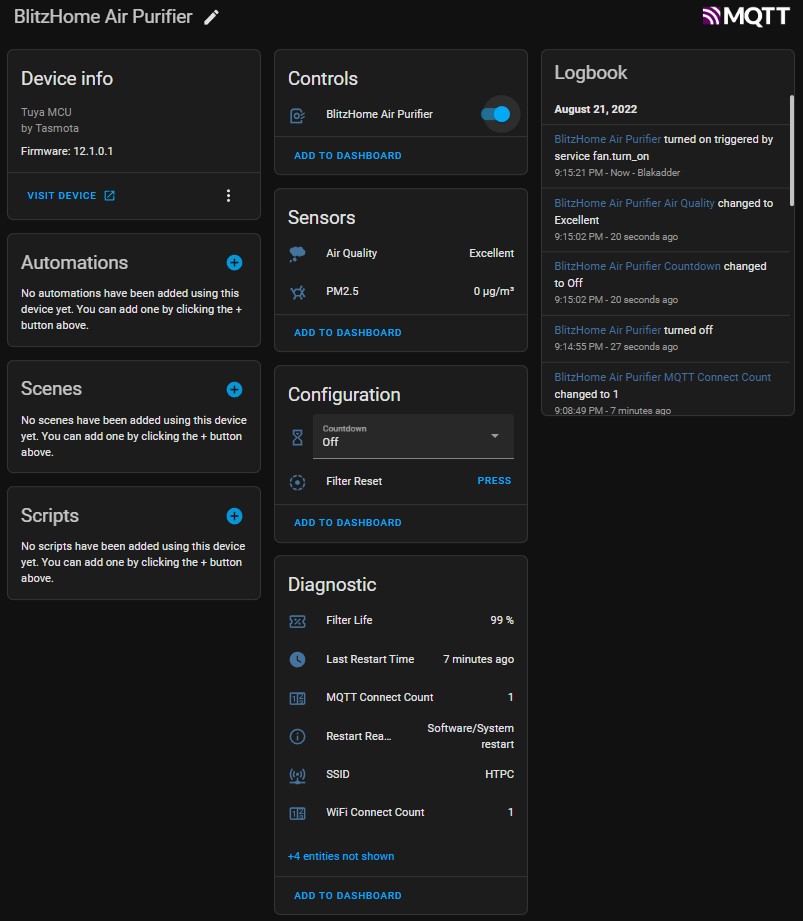 BlitzHome Air Purifier
MQTT
Device info
Tuya MCU
by Tasmota
Firmware: 12.1.0.1
VISIT DEVICE
Automations
No automations have been added using this
device yet. You can add one by clicking the +
button above.
Scenes
No scenes have been added using this device
yet. You can add one by clicking the + button
above.
Scripts
No scripts have been added using this device
yet. You can add one by clicking the + button
above.
Controls
BlitzHome Air Purifier
ADD TO DASHBOARD
Sensors
Air Quality Excellent
PM2.5 0 µg/m³
ADD TO DASHBOARD
Configuration
Countdown
Off
Filter Reset PRESS
ADD TO DASHBOARD
Diagnostic
Filter Life 99 %
Last Restart Time 7 minutes ago
MQTT Connect Count 1
Restart Rea… Software/System
restart
SSID HTPC
WiFi Connect Count 1
+4 entities not shown
ADD TO DASHBOARD
Logbook
August 21, 2022
BlitzHome Air Purifier turned on triggered by
service fan.turn_on
9:15:21 PM - Now - Blakadder
BlitzHome Air Purifier Air Quality changed to
Excellent
9:15:02 PM - 20 seconds ago
BlitzHome Air Purifier Countdown changed
to Off
9:15:02 PM - 20 seconds ago
BlitzHome Air Purifier turned off
9:14:55 PM - 27 seconds ago
BlitzHome Air Purifier MQTT Connect Count
changed to 1
9:08:49 PM - 7 minutes ago